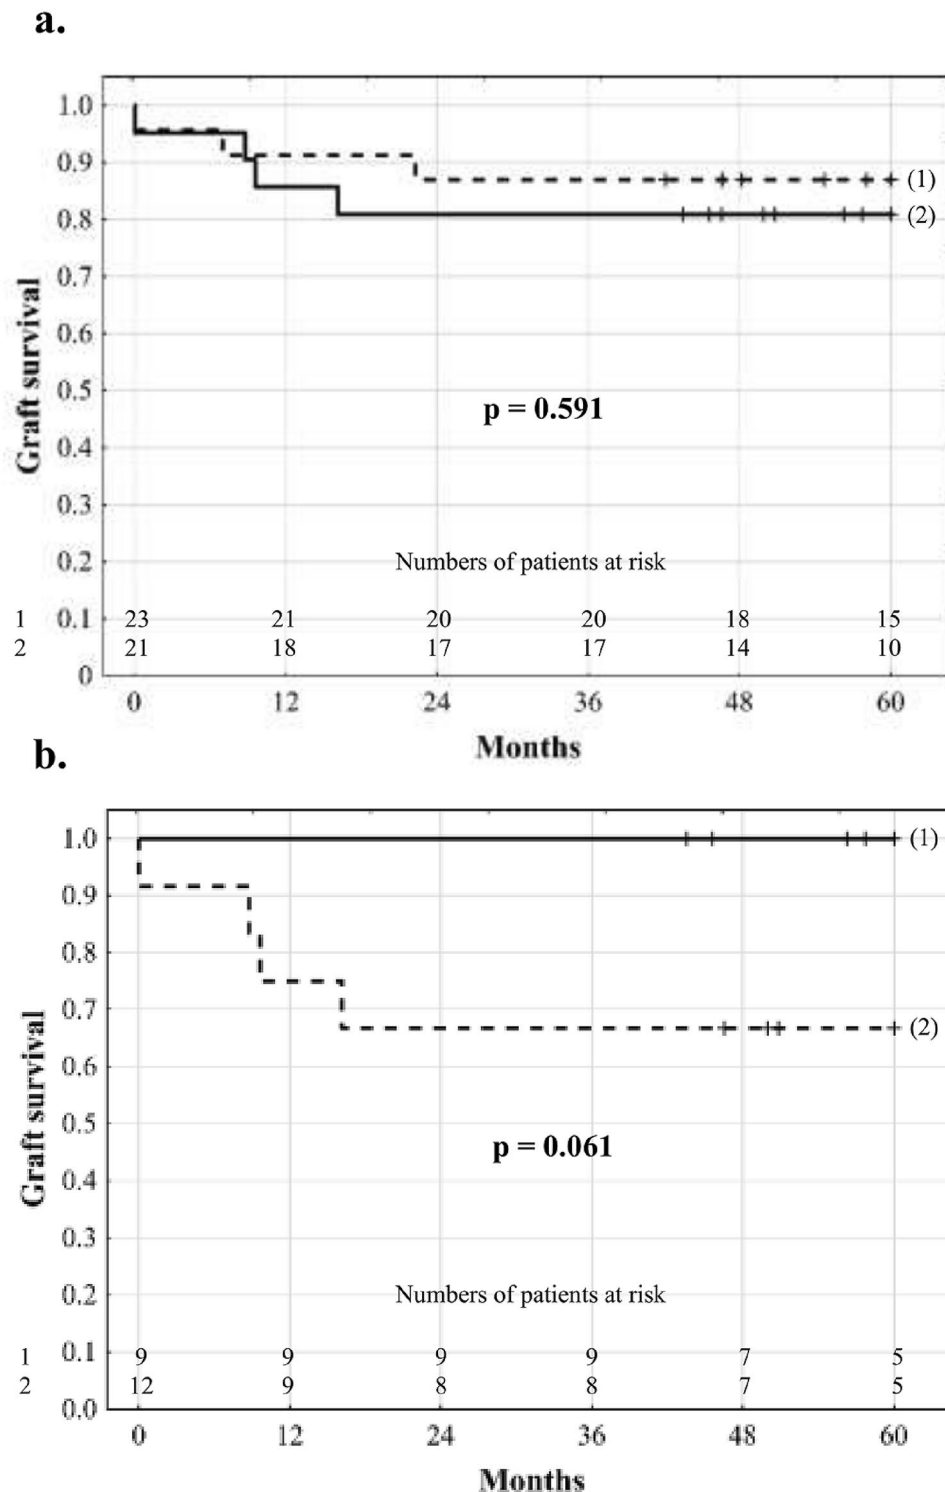 a.
Graft survival
1.0
0.9
0.8
0.7
0.6
0.5
0.4
0.3
0.2
0.1
0
(1)
(2)
p = 0.591
Numbers of patients at risk
1 23 21 20 20 18 15
2 21 18 17 17 14 10
0 12 24 36 48 60
Months
b.
Graft survival
1.0
0.9
0.8
0.7
0.6
0.5
0.4
0.3
0.2
0.1
0.0
(1)
(2)
p = 0.061
Numbers of patients at risk
1 9 9 9 9 7 5
2 12 9 8 8 7 5
0 12 24 36 48 60
Months